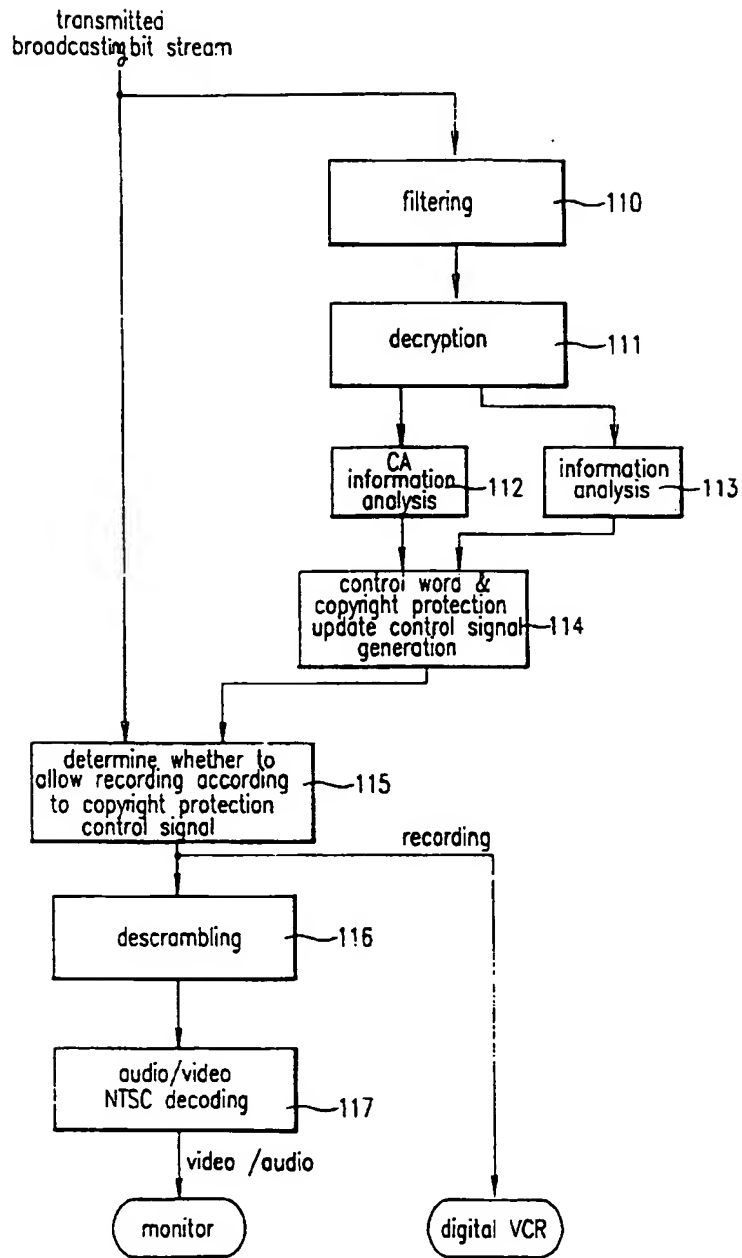 transmitted
broadcasting bit stream
filtering
110
decryption
111
CA
information
analysis
112
information
analysis
113
control word &
copyright protection
update control signal
generation
114
determine whether to
allow recording according
to copyright protection
control signal
115
recording
descrambling
116
audio/video
NTSC decoding
117
video /audio
monitor
digital VCR